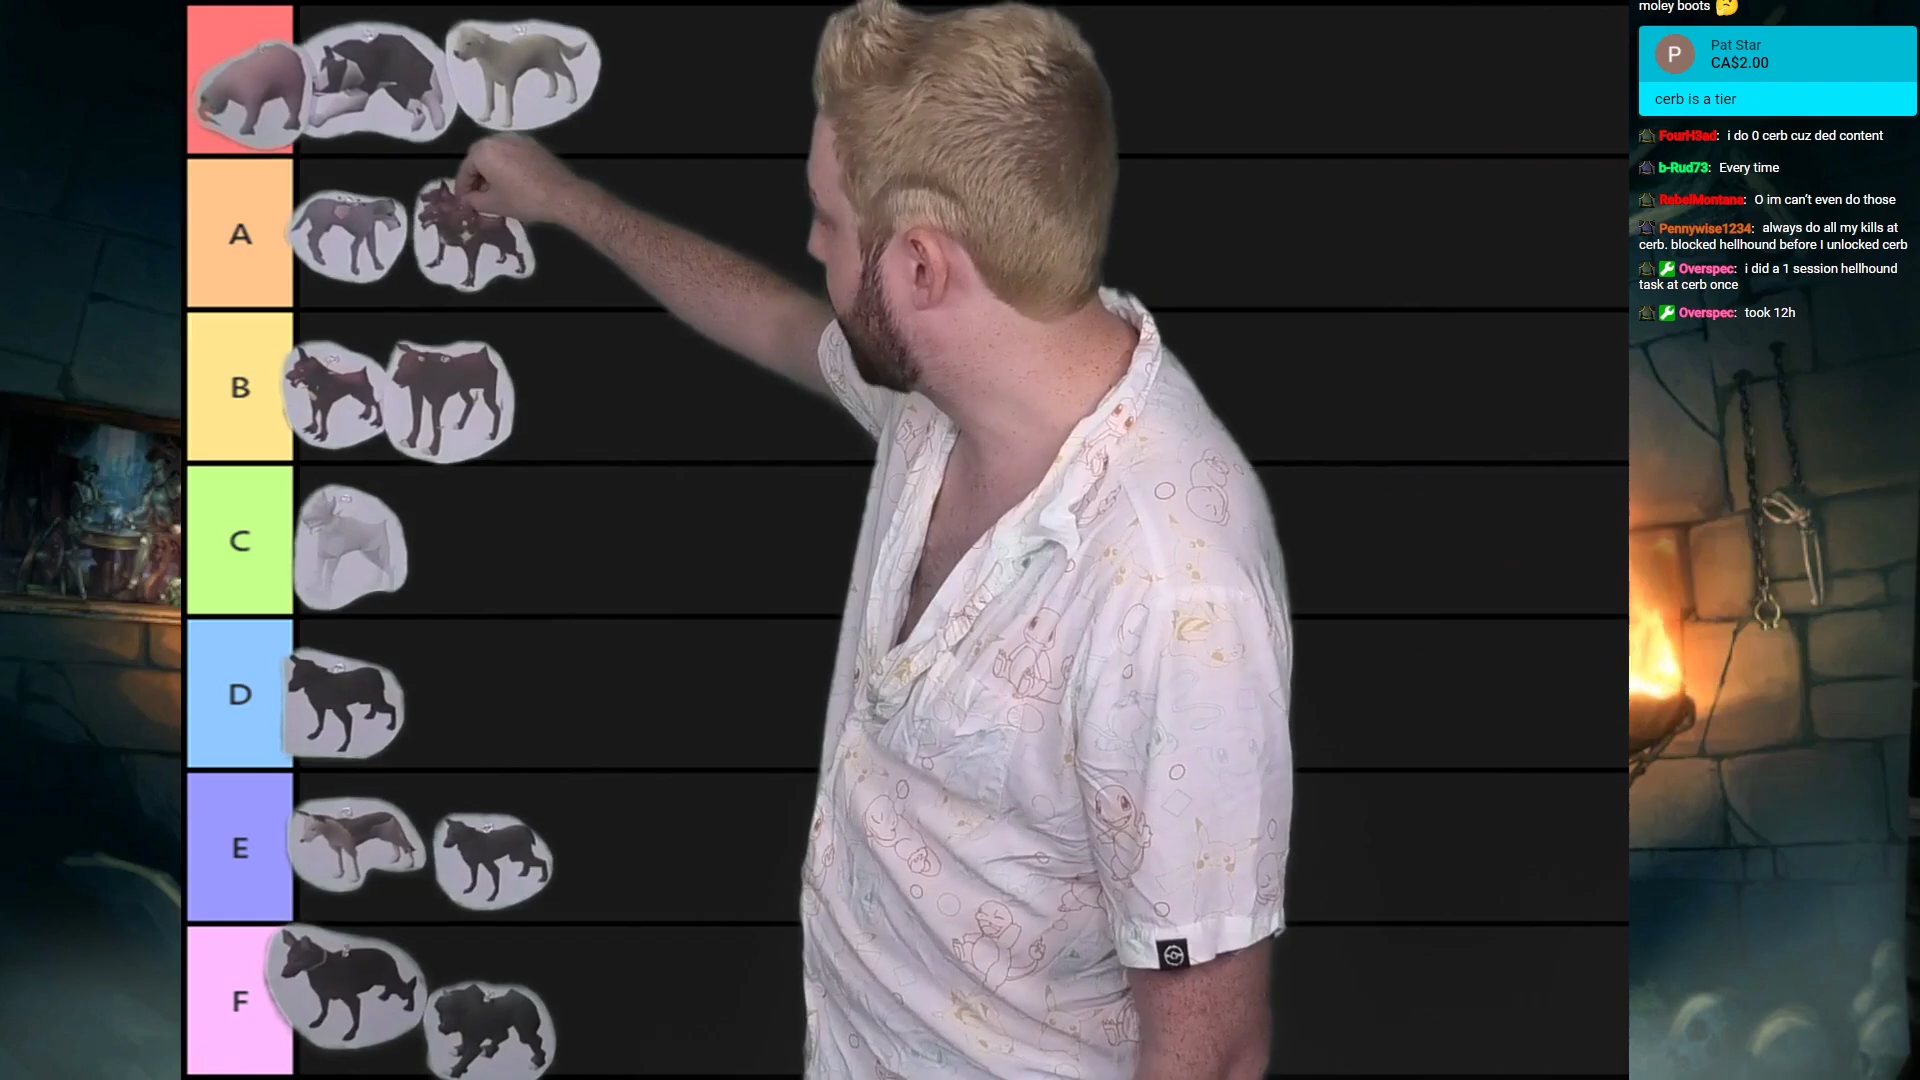 moley boots 🤔
P
Pat Star
CA$2.00
cerb is a tier
FourH3ad: i do 0 cerb cuz ded content
b-Rud73: Every time
RebelMontana: O im can't even do those
Pennywise1234: always do all my kills at
cerb. blocked hellhound before I unlocked cerb
Overspec: i did a 1 session hellhound
task at cerb once
Overspec: took 12h
A
B
C
D
E
F